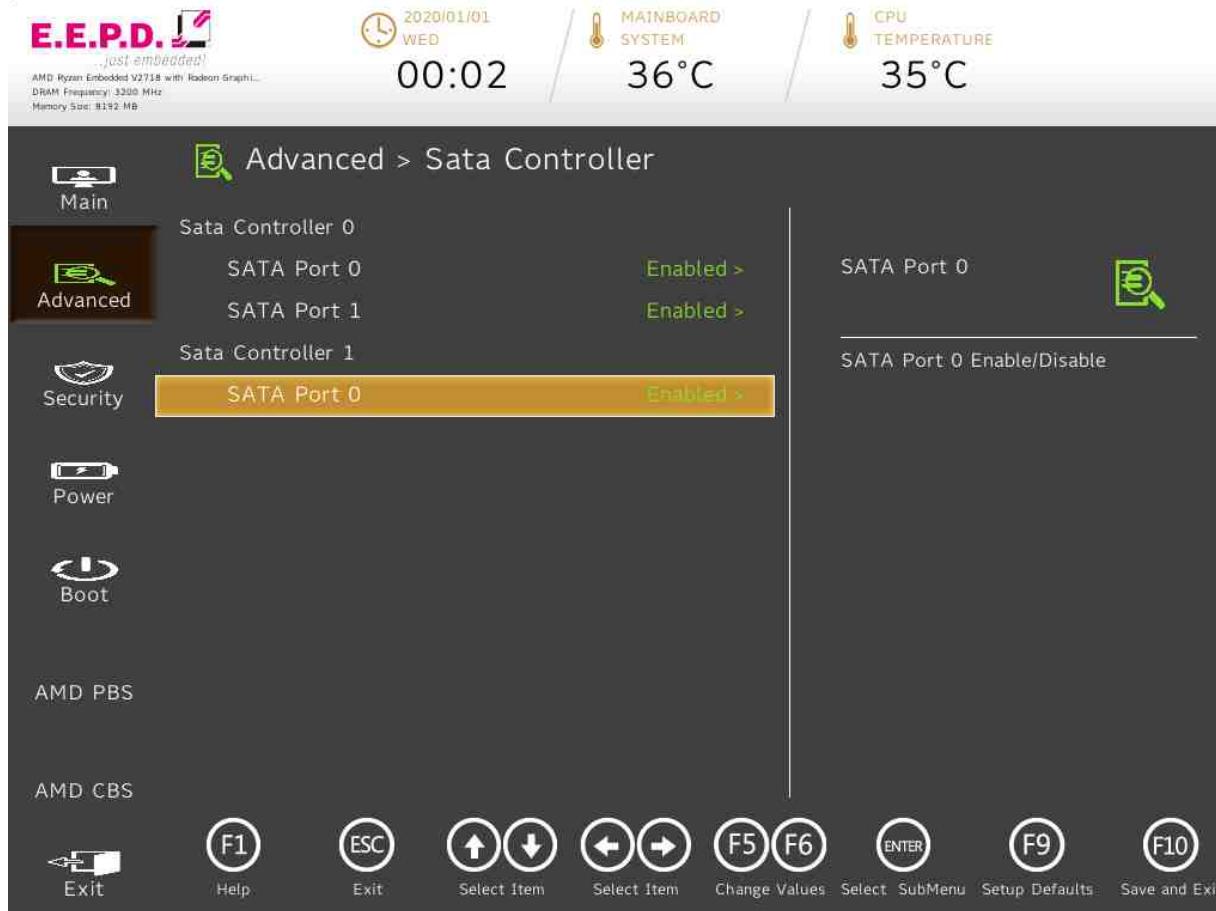 E.E.P.D.
...just embedded!
AMD Ryzen Embedded V2718 with Radeon Graphi...
DRAM Frequency: 3200 MHz
Memory Size: 8192 MB
2020/01/01
WED
00:02
MAINBOARD
SYSTEM
36°C
CPU
TEMPERATURE
35°C
Main
Advanced
Security
Power
Boot
AMD PBS
AMD CBS
Exit
Advanced > Sata Controller
Sata Controller 0
SATA Port 0 Enabled >
SATA Port 1 Enabled >
Sata Controller 1
SATA Port 0 Enabled >
SATA Port 0
SATA Port 0 Enable/Disable
F1
Help
ESC
Exit
Select Item
Select Item
F5 F6
Change Values
ENTER
Select SubMenu
F9
Setup Defaults
F10
Save and Exi